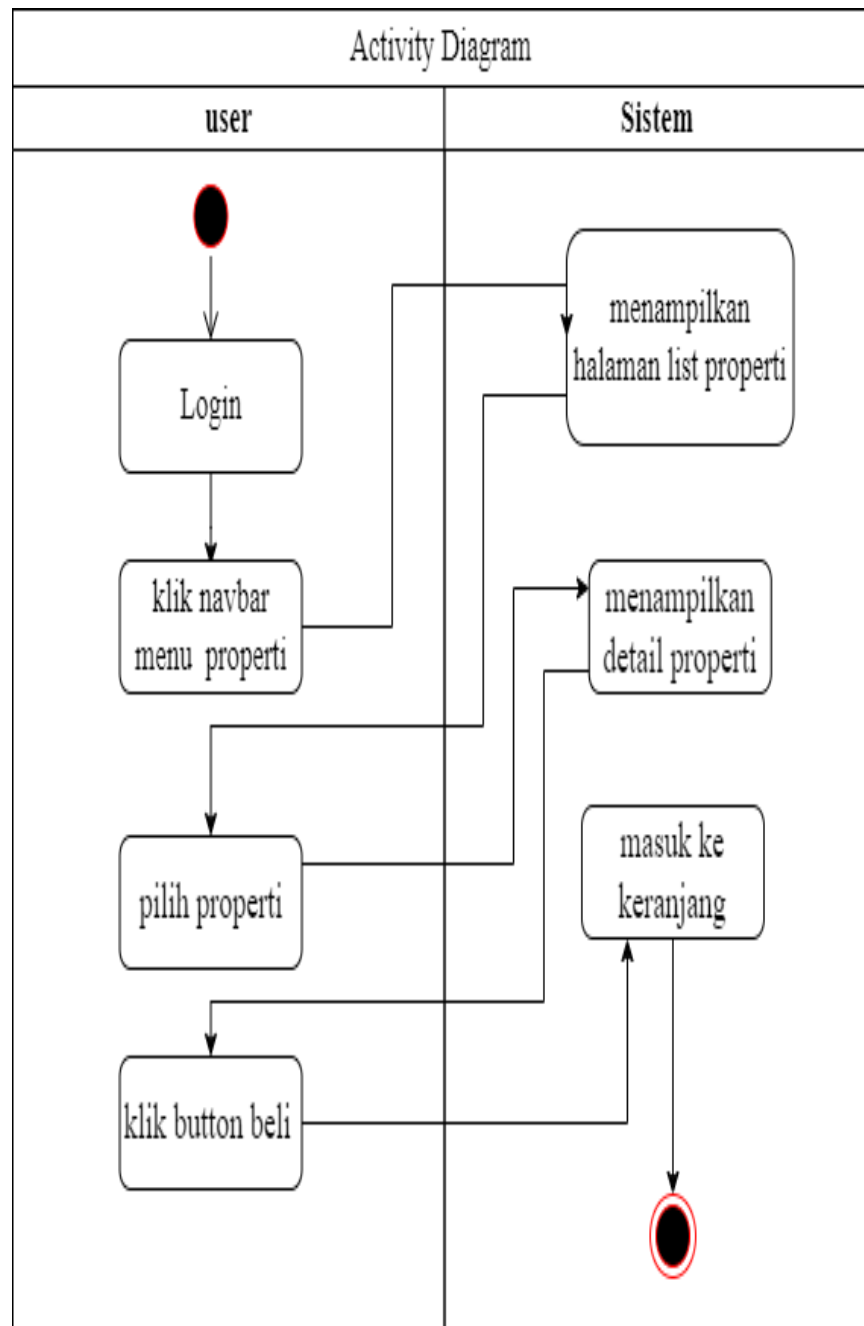 Activity Diagram
user
Sistem
Login
klik navbar
menu properti
menampilkan
halaman list properti
pilih properti
menampilkan
detail properti
klik button beli
masuk ke
keranjang